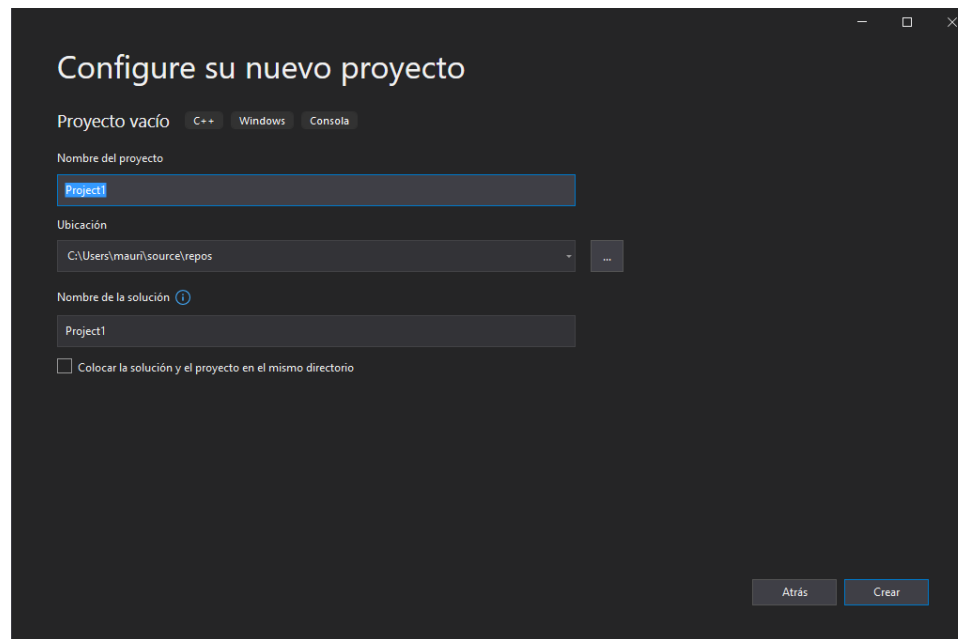 Configure su nuevo proyecto
Proyecto vacío C++ Windows Consola
Nombre del proyecto
Project1
Ubicación
C:\Users\mauri\source\repos
...
Nombre de la solución
Project1
Colocar la solución y el proyecto en el mismo directorio
Atrás Crear